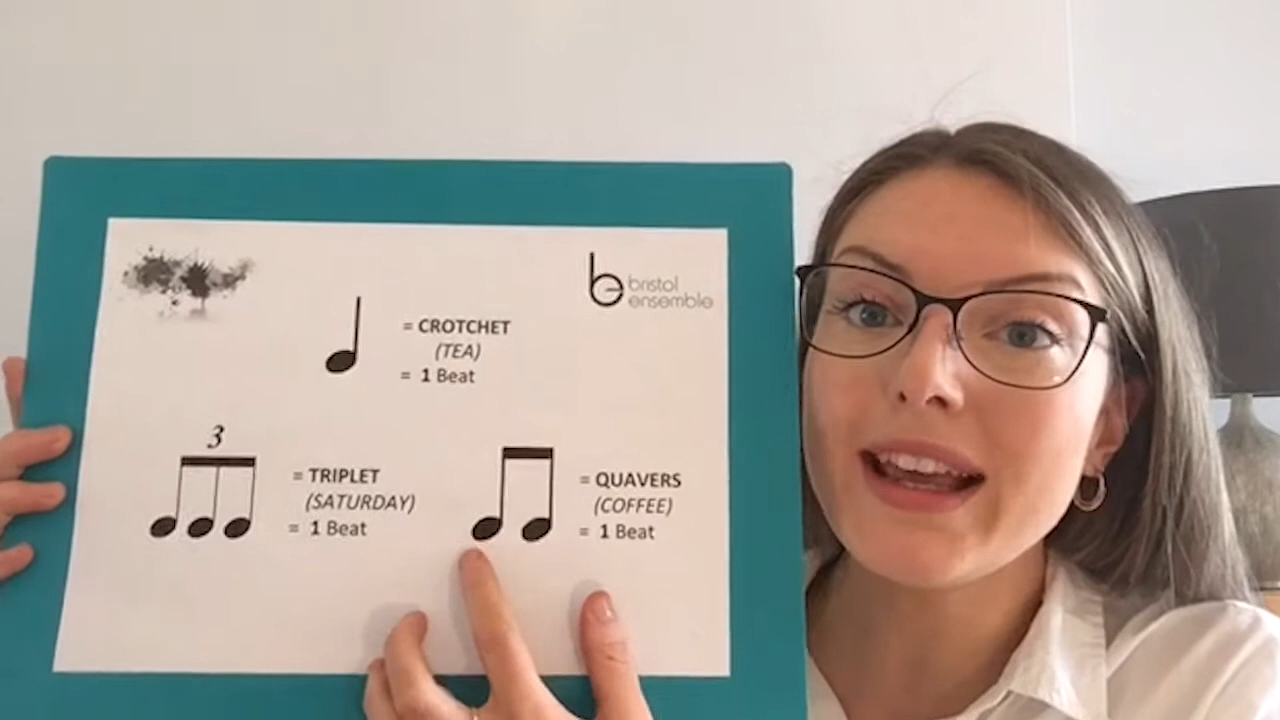 bristol
ensemble
= CROTCHET
(TEA)
= 1 Beat
3
= TRIPLET
(SATURDAY)
= 1 Beat
= QUAVERS
(COFFEE)
= 1 Beat